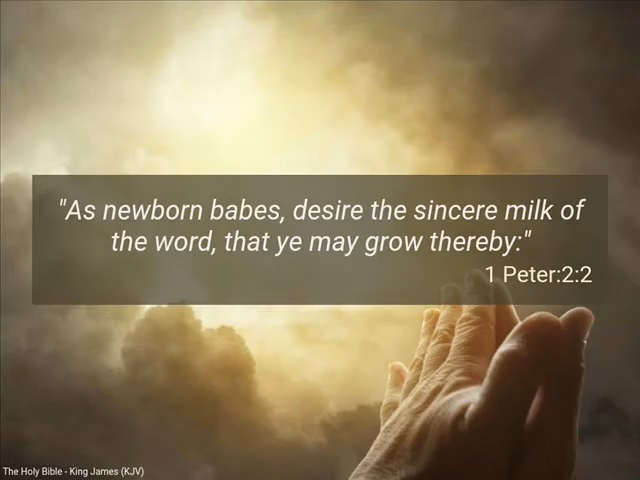 "As newborn babes, desire the sincere milk of
the word, that ye may grow thereby:"
1 Peter:2:2
The Holy Bible - King James (KJV)